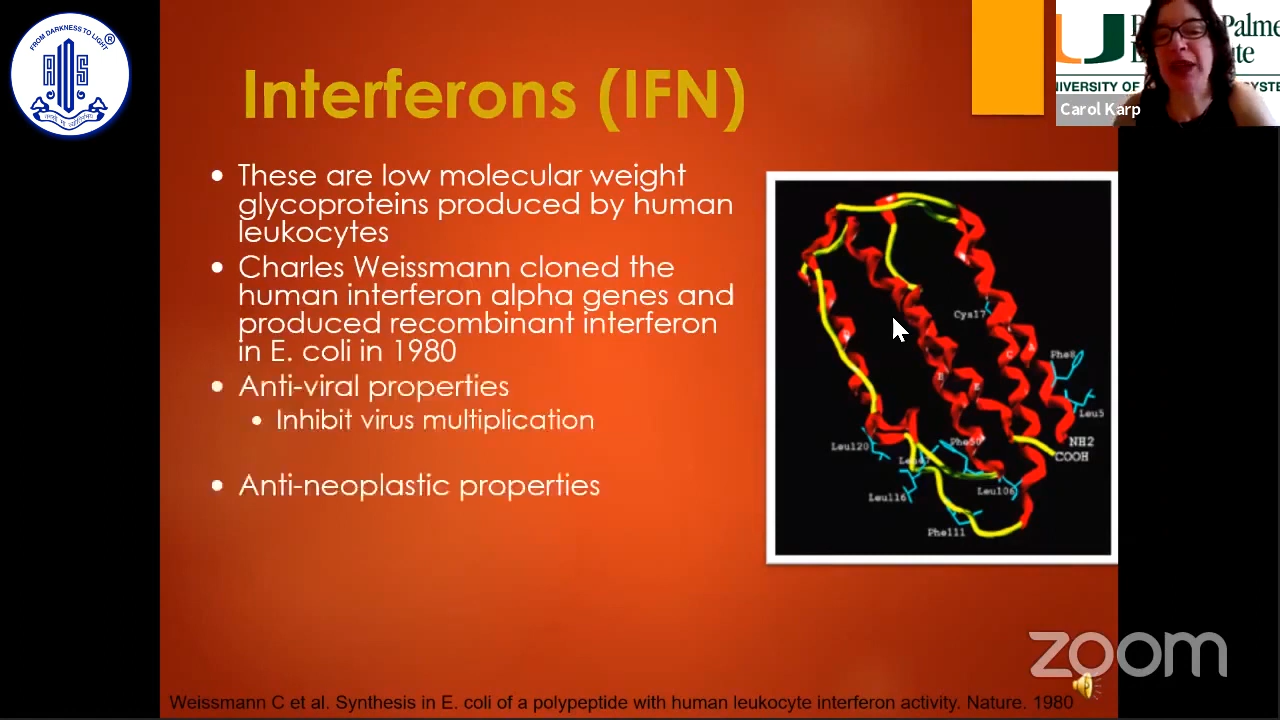 FROM DARKNESS TO LIGHT
®
AIOS
Interferons (IFN)
• These are low molecular weight
glycoproteins produced by human
leukocytes
• Charles Weissmann cloned the
human interferon alpha genes and
produced recombinant interferon
in E. coli in 1980
• Anti-viral properties
• Inhibit virus multiplication
• Anti-neoplastic properties
Palme
UNIVERSITY OF
Carol Karp
Cys17
Phe8
Leu5
C
A
B
E
NH2
COOH
Leu120
Phe50
Leu116
Leu106
Phe111
zoom
Weissmann C et al. Synthesis in E. coli of a polypeptide with human leukocyte interferon activity. Nature. 1980